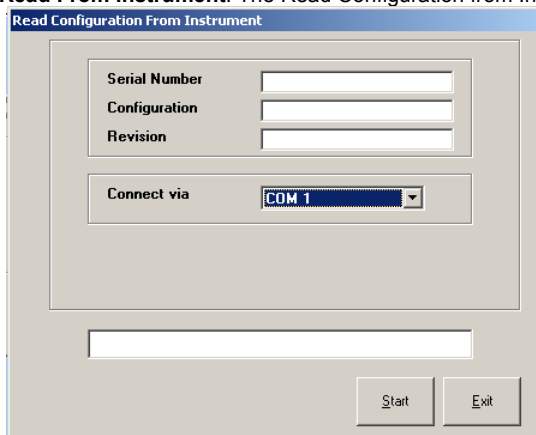 Read From Instrument. The Read Configuration from In
Read Configuration From Instrument
Serial Number
Configuration
Revision
Connect via
COM 1
Start
Exit